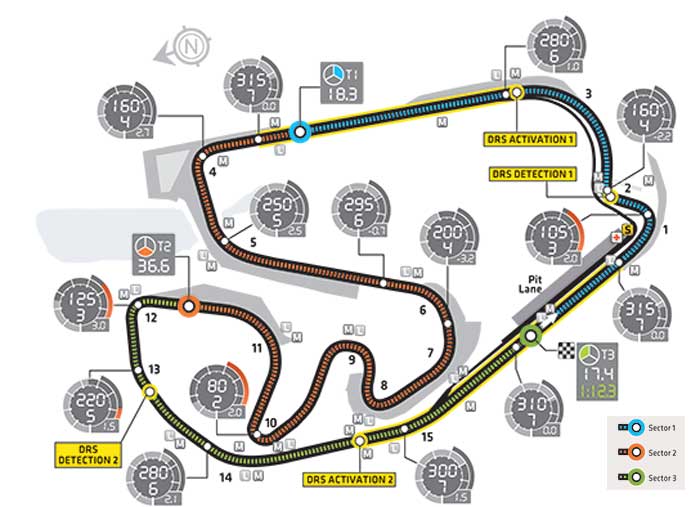 N
280
6
1.0
315
7
0.0
T1
18.3
3
160
4
2.7
M
L
M
M
M
160
4
-2.2
L
4
DRS ACTIVATION 1
M
DRS DETECTION 1
M
L
2
M
250
5
2.5
295
6
-0.7
200
4
-3.2
105
3
2.0
S
1
M
5
T2
36.6
L
M
Pit
Lane
L
M
125
3
3.0
M
L
M
315
7
0.0
12
11
L
M
6
L
M
L
M
7
T3
17.4
1:12.3
9
13
M
80
2
2.0
8
L
M
310
7
0.0
220
5
1.5
M
L
10
M
L
15
M
Sector 1
DRS
DETECTION 2
L
M
M
L
M
Sector 2
280
6
2.1
14
L
M
DRS ACTIVATION 2
300
7
1.5
Sector 3